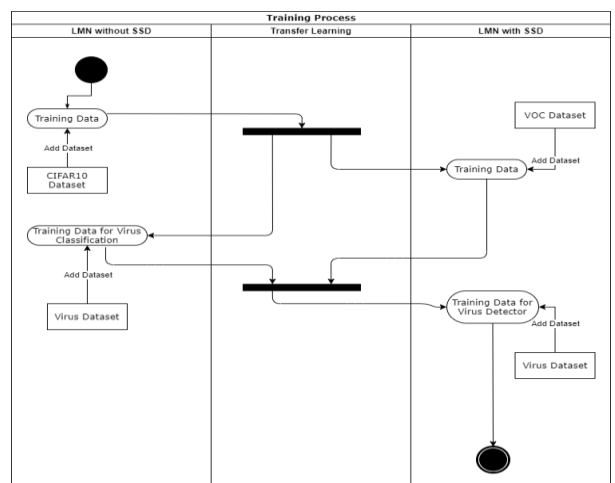 Training Process
LMN without SSD
Transfer Learning
LMN with SSD
Training Data
Add Dataset
CIFAR10
Dataset
VOC Dataset
Add Dataset
Training Data
Training Data for Virus
Classification
Add Dataset
Virus Dataset
Training Data for
Virus Detector
Add Dataset
Virus Dataset